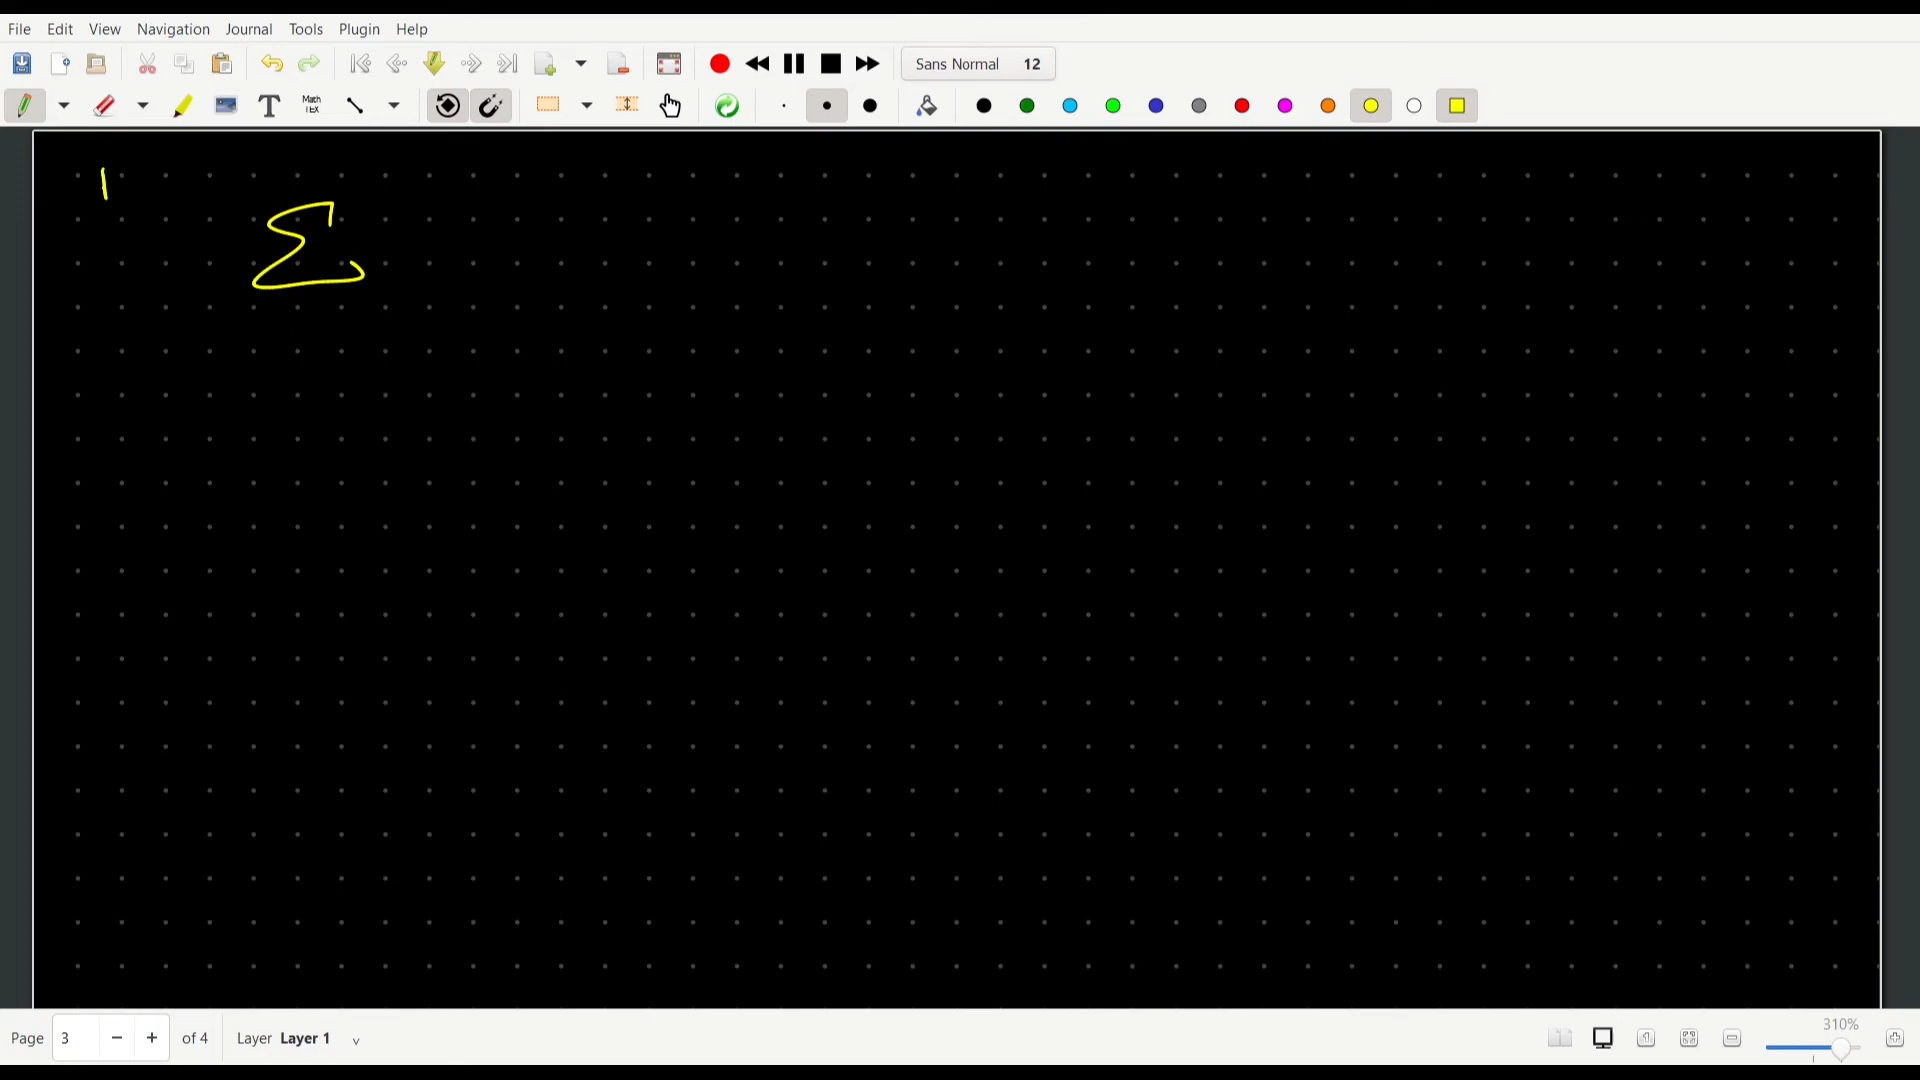 File Edit View Navigation Journal Tools Plugin Help
Sans Normal 12
T Math TEX
1
Σ
310%
Page 3 of 4 Layer Layer 1